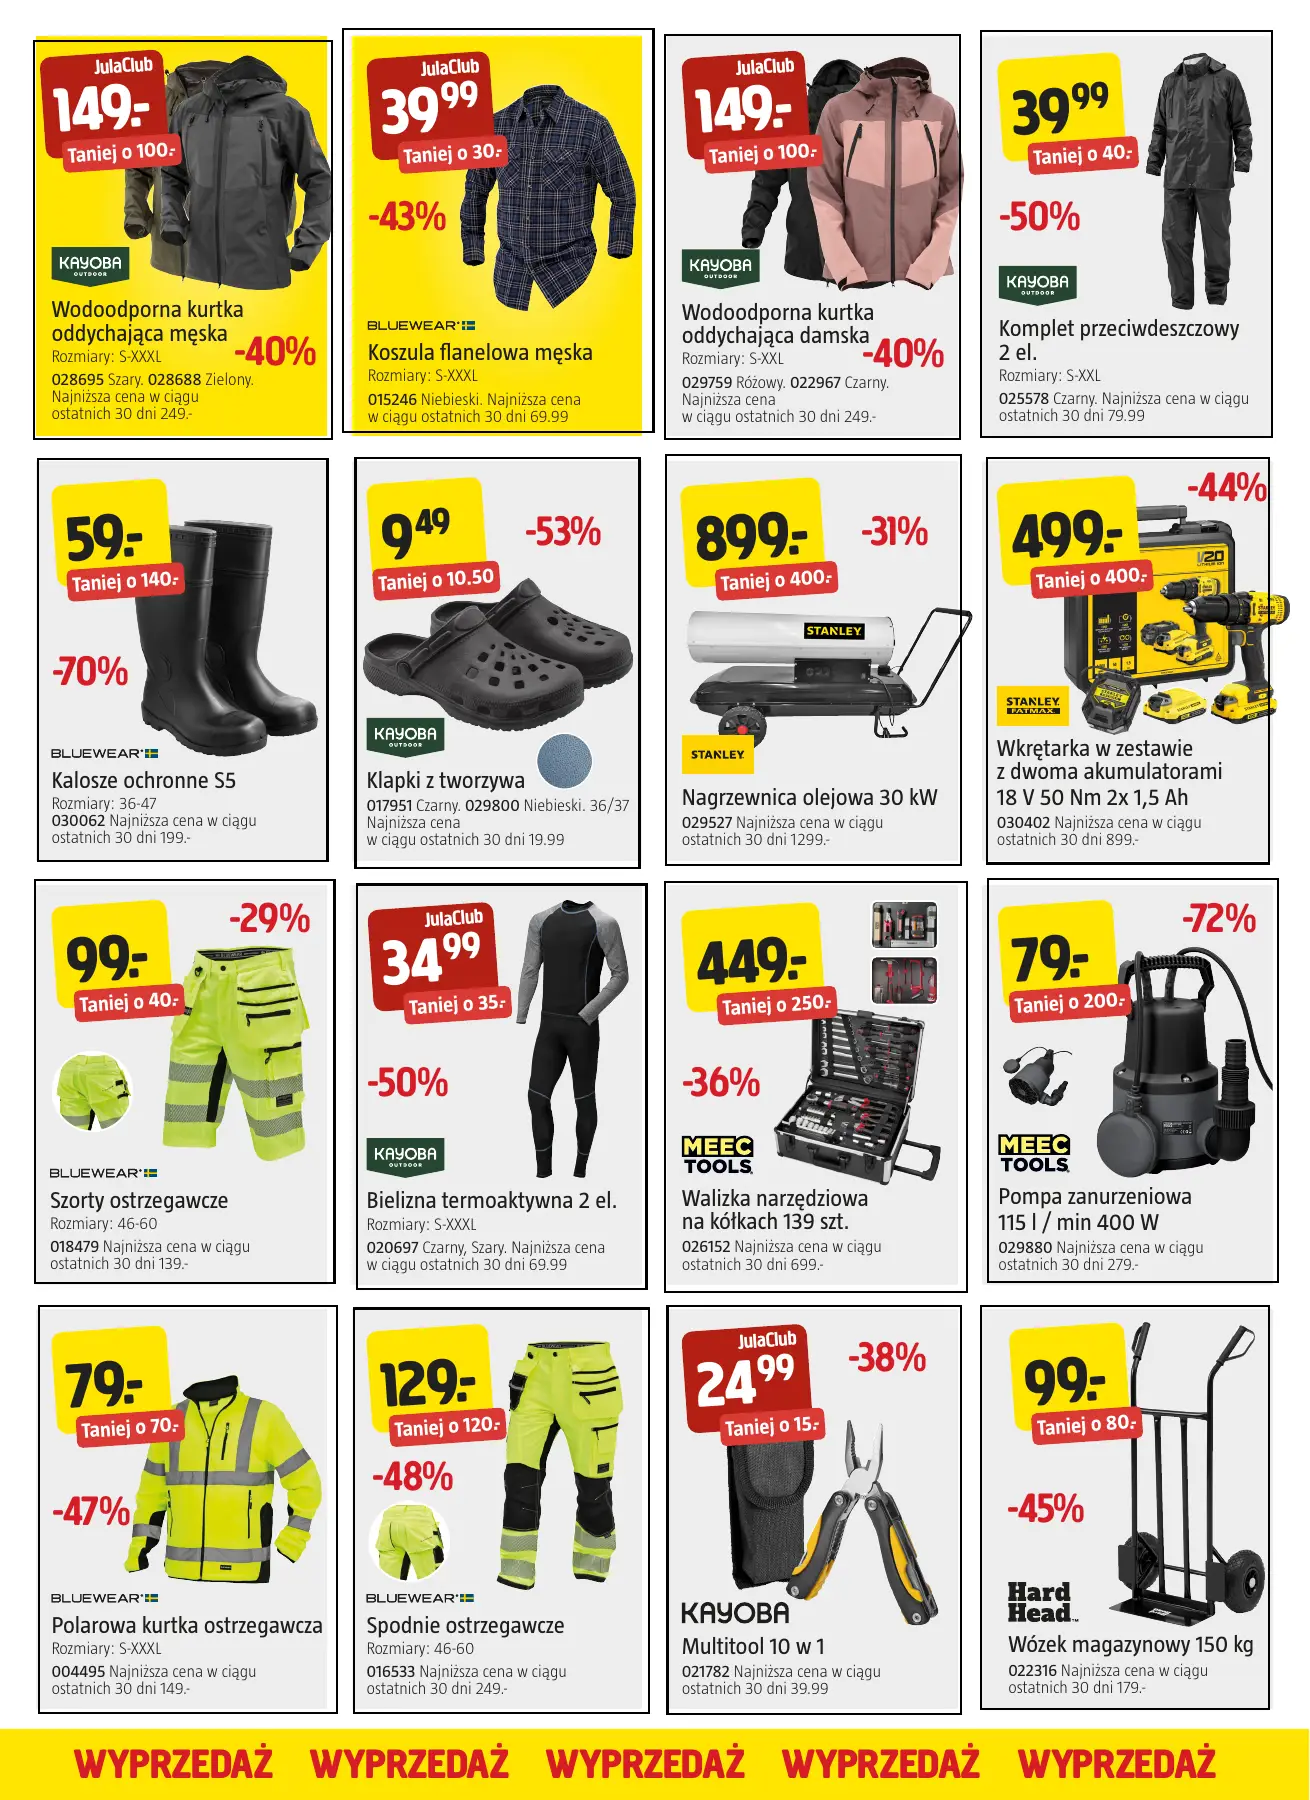 JulaClub
149.-
Taniej o 100.-
KAYOBA
OUTDOOR
Wodoodporna kurtka
oddychająca męska
Rozmiary: S-XXXL
-40%
028695 Szary. 028688 Zielony.
Najniższa cena w ciągu
ostatnich 30 dni 249.-
JulaClub
39 99
Taniej o 30.-
-43%
BLUEWEAR
Koszula flanelowa męska
Rozmiary: S-XXXL
015246 Niebieski. Najniższa cena
w ciągu ostatnich 30 dni 69.99
JulaClub
149.-
Taniej o 100.-
KAYOBA
OUTDOOR
Wodoodporna kurtka
oddychająca damska
Rozmiary: S-XXL
-40%
029759 Różowy. 022967 Czarny.
Najniższa cena
w ciągu ostatnich 30 dni 249.-
39 99
Taniej o 40.-
-50%
KAYOBA
OUTDOOR
Komplet przeciwdeszczowy
2 el.
Rozmiary: S-XXL
025578 Czarny. Najniższa cena w ciągu
ostatnich 30 dni 79.99
59.-
Taniej o 140.-
-70%
BLUEWEAR
Kalosze ochronne S5
Rozmiary: 36-47
030062 Najniższa cena w ciągu
ostatnich 30 dni 199.-
9 49
Taniej o 10.50
-53%
KAYOBA
OUTDOOR
Klapki z tworzywa
017951 Czarny. 029800 Niebieski. 36/37
Najniższa cena
w ciągu ostatnich 30 dni 19.99
899.-
Taniej o 400.-
-31%
STANLEY
STANLEY
Nagrzewnica olejowa 30 kW
029527 Najniższa cena w ciągu
ostatnich 30 dni 1299.-
-44%
499.-
Taniej o 400.-
V20
STANLEY
FATMAX
Wkrętarka w zestawie
z dwoma akumulatorami
18 V 50 Nm 2x 1,5 Ah
030402 Najniższa cena w ciągu
ostatnich 30 dni 899.-
-29%
99.-
Taniej o 40.-
BLUEWEAR
Szorty ostrzegawcze
Rozmiary: 46-60
018479 Najniższa cena w ciągu
ostatnich 30 dni 139.-
JulaClub
34 99
Taniej o 35.-
-50%
KAYOBA
OUTDOOR
Bielizna termoaktywna 2 el.
Rozmiary: S-XXXL
020697 Czarny, Szary. Najniższa cena
w ciągu ostatnich 30 dni 69.99
449.-
Taniej o 250.-
-36%
MEEC
TOOLS
Walizka narzędziowa
na kółkach 139 szt.
026152 Najniższa cena w ciągu
ostatnich 30 dni 699.-
-72%
79.-
Taniej o 200.-
MEEC
TOOLS
Pompa zanurzeniowa
115 l / min 400 W
029880 Najniższa cena w ciągu
ostatnich 30 dni 279.-
79.-
Taniej o 70.-
-47%
BLUEWEAR
Polarowa kurtka ostrzegawcza
Rozmiary: S-XXXL
004495 Najniższa cena w ciągu
ostatnich 30 dni 149.-
129.-
Taniej o 120.-
-48%
BLUEWEAR
Spodnie ostrzegawcze
Rozmiary: 46-60
016533 Najniższa cena w ciągu
ostatnich 30 dni 249.-
JulaClub
24 99
Taniej o 15.-
-38%
KAYOBA
Multitool 10 w 1
021782 Najniższa cena w ciągu
ostatnich 30 dni 39.99
99.-
Taniej o 80.-
-45%
Hard
Head
Wózek magazynowy 150 kg
022316 Najniższa cena w ciągu
ostatnich 30 dni 179.-
WYPRZEDAŻ WYPRZEDAŻ WYPRZEDAŻ WYPRZEDAŻ WYPRZEDAŻ